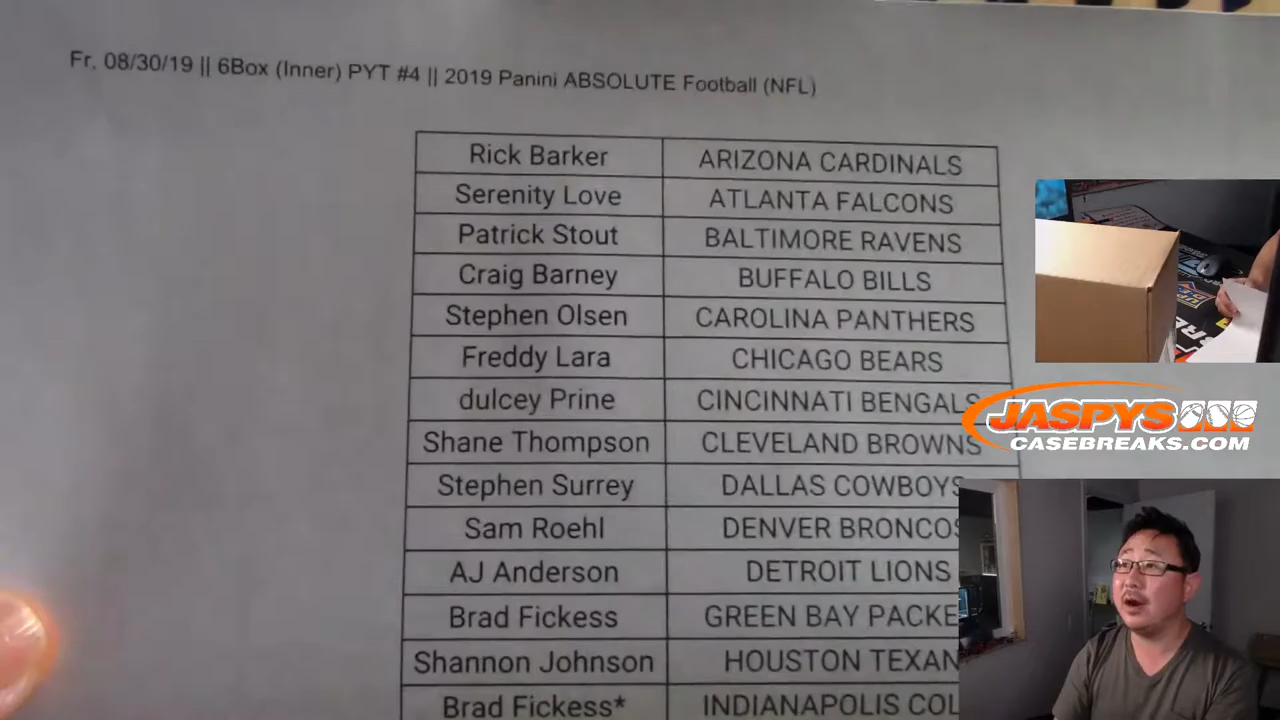 Fr. 08/30/19 || 6Box (Inner) PYT #4 || 2019 Panini ABSOLUTE Football (NFL)
Rick Barker ARIZONA CARDINALS
Serenity Love ATLANTA FALCONS
Patrick Stout BALTIMORE RAVENS
Craig Barney BUFFALO BILLS
Stephen Olsen CAROLINA PANTHERS
Freddy Lara CHICAGO BEARS
dulcey Prine CINCINNATI BENGALS
Shane Thompson CLEVELAND BROWNS
Stephen Surrey DALLAS COWBOYS
Sam Roehl DENVER BRONCOS
AJ Anderson DETROIT LIONS
Brad Fickess GREEN BAY PACKE
Shannon Johnson HOUSTON TEXAN
Brad Fickess* INDIANAPOLIS COL
JASPYS
CASEBREAKS.COM